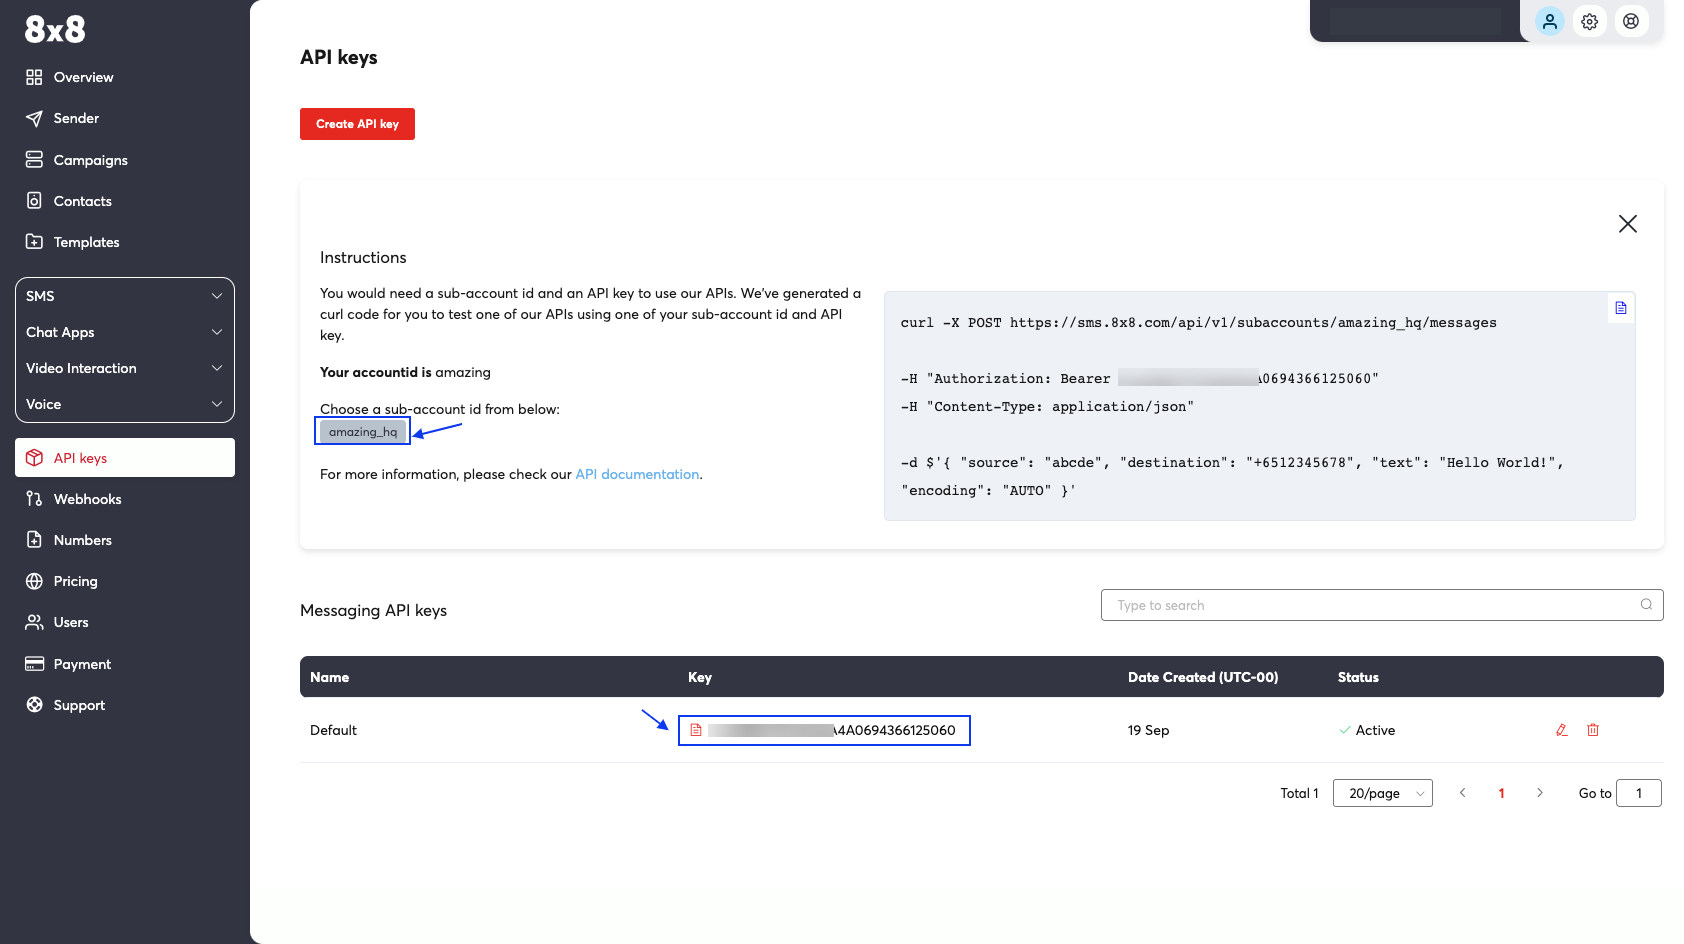 8x8
Overview
Sender
Campaigns
Contacts
Templates
SMS
Chat Apps
Video Interaction
Voice
API keys
Webhooks
Numbers
Pricing
Users
Payment
Support
API keys
Create API key
Instructions
You would need a sub-account id and an API key to use our APIs. We've generated a
curl code for you to test one of our APIs using one of your sub-account id and API
key.
Your accountid is amazing
Choose a sub-account id from below:
amazing_hq
For more information, please check our API documentation.
curl -X POST https://sms.8x8.com/api/v1/subaccounts/amazing_hq/messages
-H "Authorization: Bearer A0694366125060"
-H "Content-Type: application/json"
-d $'{ "source": "abcde", "destination": "+6512345678", "text": "Hello World!",
"encoding": "AUTO" }'
Messaging API keys
Type to search
Name Key Date Created (UTC-00) Status
Default A4A0694366125060 19 Sep Active
Total 1 20/page 1 Go to 1